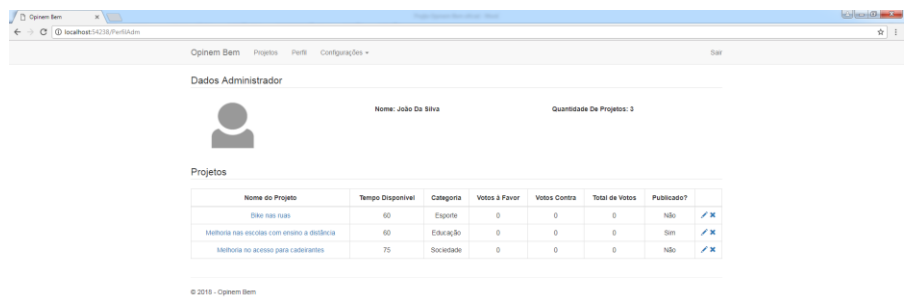 Opinem Bem
localhost:54238/PerfilAdm
Opinem Bem Projetos Perfil Configurações Sair
Dados Administrador
Nome: João Da Silva Quantidade De Projetos: 3
Projetos
Nome do Projeto Tempo Disponível Categoria Votos à Favor Votos Contra Total de Votos Publicado?
Bike nas ruas 60 Esporte 0 0 0 Não
Melhoria nas escolas com ensino a distância 60 Educação 0 0 0 Sim
Melhoria no acesso para cadeirantes 75 Sociedade 0 0 0 Não
© 2016 - Opinem Bem